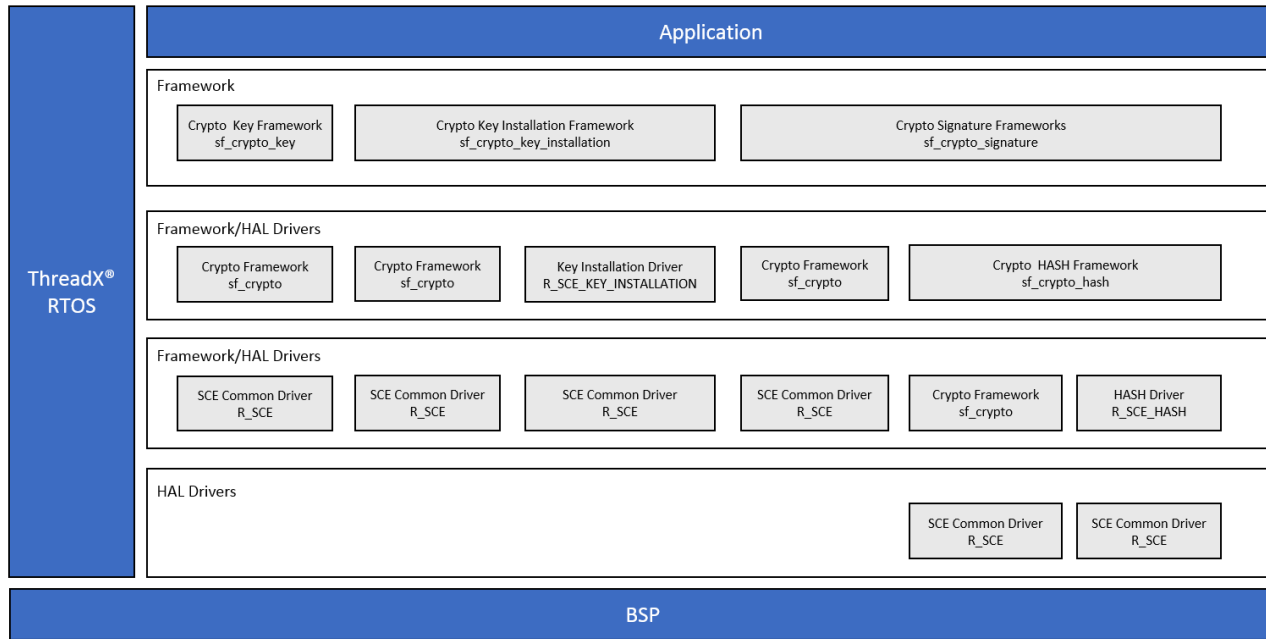 Application
ThreadX®
RTOS
Framework
Crypto Key Framework
sf_crypto_key
Crypto Key Installation Framework
sf_crypto_key_installation
Crypto Signature Frameworks
sf_crypto_signature
Framework/HAL Drivers
Crypto Framework
sf_crypto
Crypto Framework
sf_crypto
Key Installation Driver
R_SCE_KEY_INSTALLATION
Crypto Framework
sf_crypto
Crypto HASH Framework
sf_crypto_hash
Framework/HAL Drivers
SCE Common Driver
R_SCE
SCE Common Driver
R_SCE
SCE Common Driver
R_SCE
SCE Common Driver
R_SCE
Crypto Framework
sf_crypto
HASH Driver
R_SCE_HASH
HAL Drivers
SCE Common Driver
R_SCE
SCE Common Driver
R_SCE
BSP